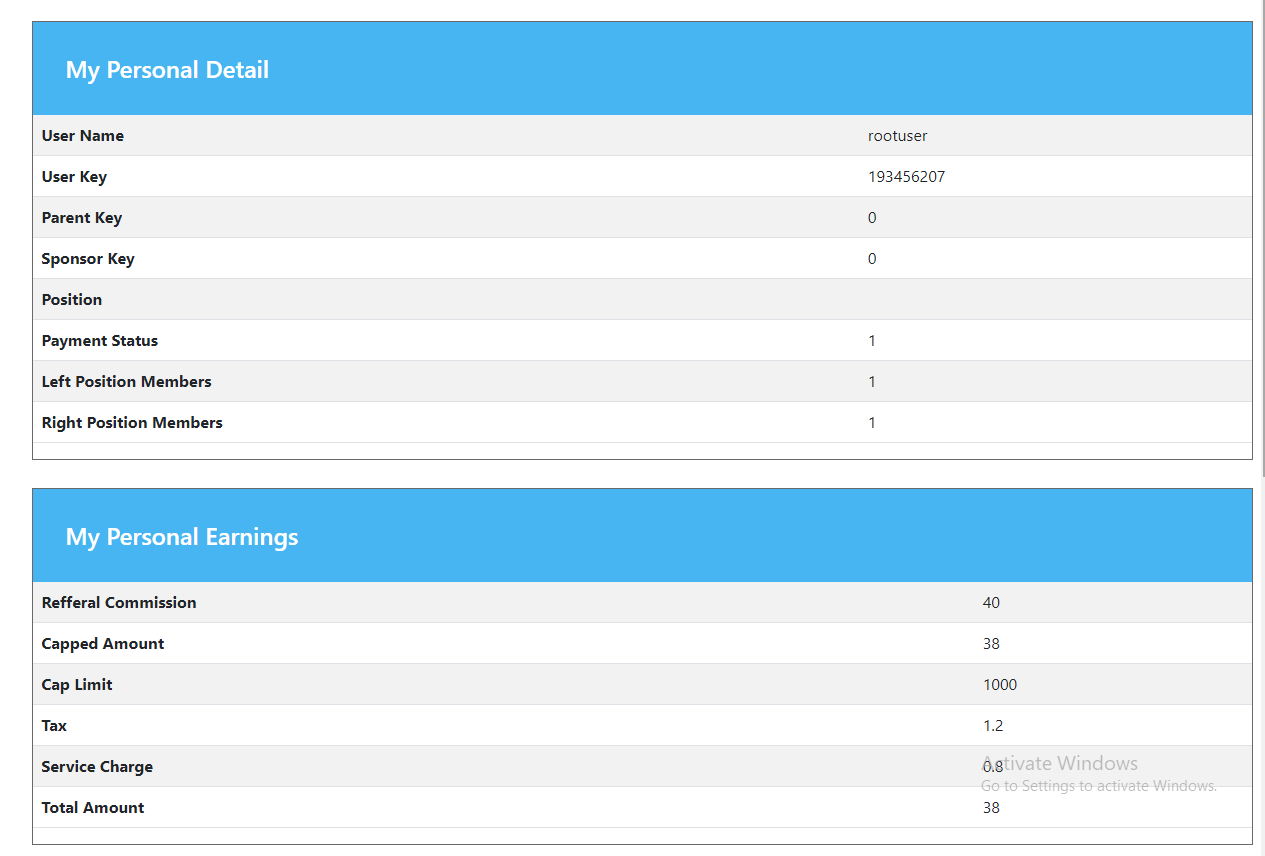 My Personal Detail
User Name rootuser
User Key 193456207
Parent Key 0
Sponsor Key 0
Position
Payment Status 1
Left Position Members 1
Right Position Members 1
My Personal Earnings
Refferal Commission 40
Capped Amount 38
Cap Limit 1000
Tax 1.2
Service Charge 0.8
Activate Windows
Go to Settings to activate Windows.
Total Amount 38